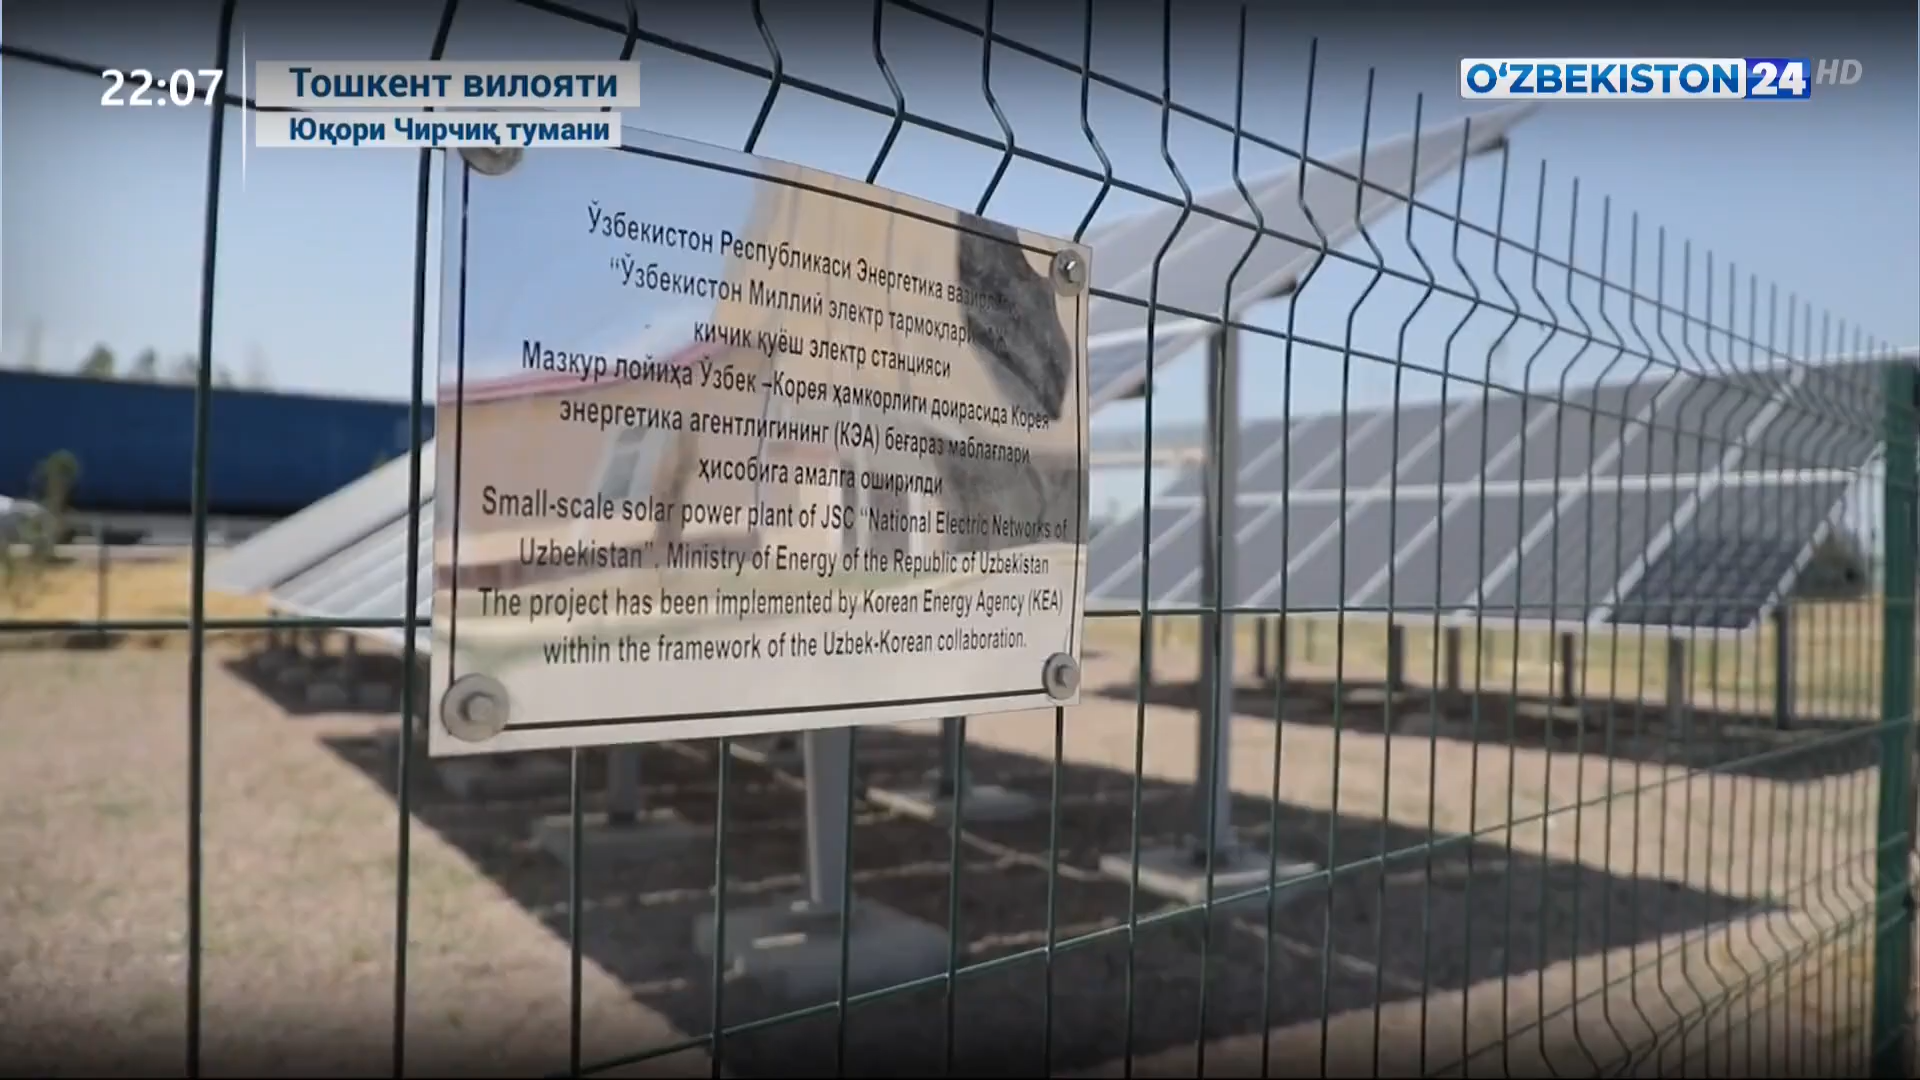 22:07
Тошкент вилояти
Юқори Чирчиқ тумани
O‘ZBEKISTON 24 HD
Ўзбекистон Республикаси Энергетика
“Ўзбекистон Миллий электр тармоқлари
кичик қуёш электр станцияси
Мазкур лойиҳа Ўзбек –Корея ҳамкорлиги доирасида Корея
энергетика агентлигининг (КЭА) беғараз маблағлари
ҳисобига амалга оширилди
Small-scale solar power plant of JSC “National Electric Networks of
Uzbekistan”. Ministry of Energy of the Republic of Uzbekistan
The project has been implemented by Korean Energy Agency (KEA)
within the framework of the Uzbek-Korean collaboration.